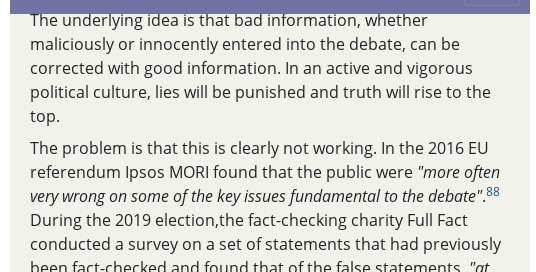 The underlying idea is that bad information, whether
maliciously or innocently entered into the debate, can be
corrected with good information. In an active and vigorous
political culture, lies will be punished and truth will rise to the
top.
The problem is that this is clearly not working. In the 2016 EU
referendum Ipsos MORI found that the public were "more often
very wrong on some of the key issues fundamental to the debate".88
During the 2019 election,the fact-checking charity Full Fact
conducted a survey on a set of statements that had previously
been fact-checked and found that of the false statements, "at